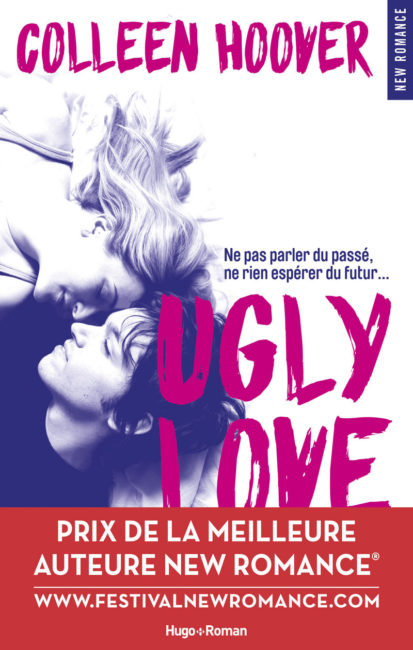 COLLEEN HOOVER
NEW ROMANCE
Ne pas parler du passé,
ne rien espérer du futur...
UGLY
LOVE
PRIX DE LA MEILLEURE
AUTEURE NEW ROMANCE®
WWW.FESTIVALNEWROMANCE.COM
Hugo+Roman